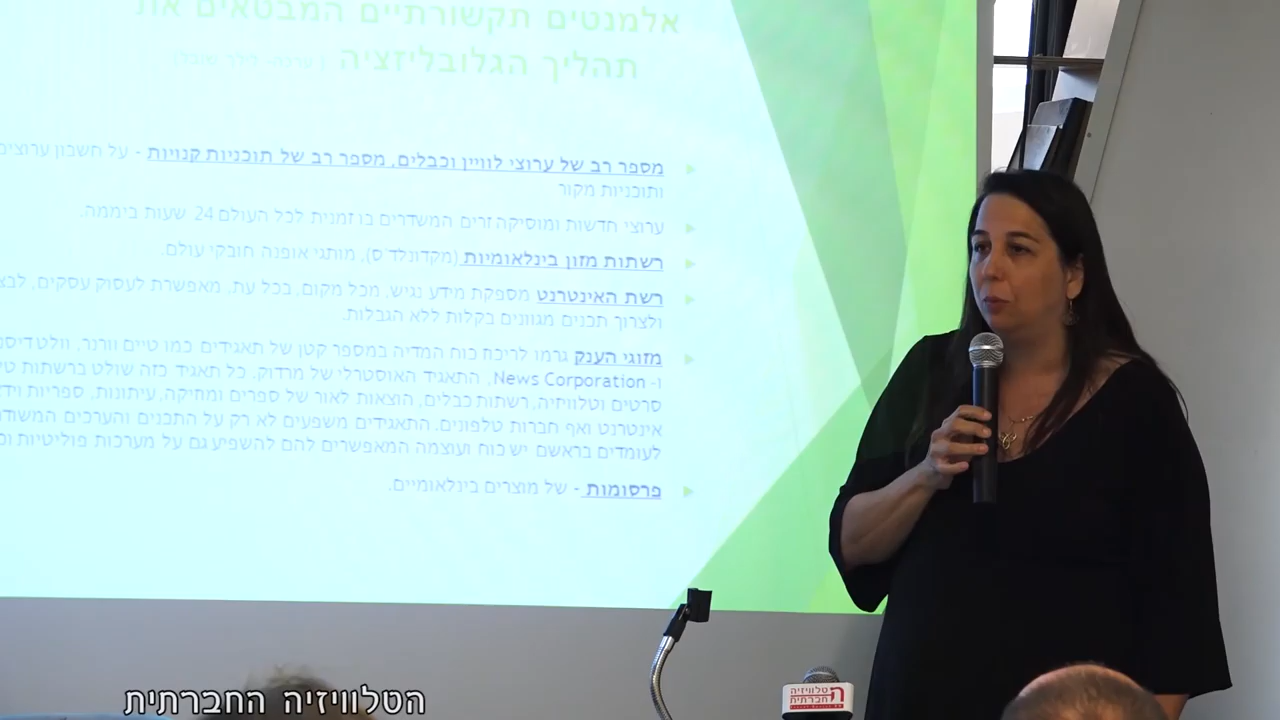 אלמנטים תקשורתיים המבטאים את
תהליך הגלובליזציה
מספר רב של ערוצי לוויין וכבלים, מספר רב של תוכניות קנויות - על חשבון ערוצים
ותוכניות מקור
ערוצי חדשות ומוסיקה זרים המשדרים בו זמנית לכל העולם 24 שעות ביממה.
רשתות מזון בינלאומיות (מקדונלד'ס), מותגי אופנה חובקי עולם.
רשת האינטרנט מספקת מידע נגיש, מכל מקום, בכל עת, מאפשרת לעסוק עסקים,
ולצרוך תכנים מגוונים בקלות ללא הגבלות.
מזוגי הענק גרמו לריכוז כוח המדיה במספר קטן של תאגידים כמו טיים וורנר,
ו- News Corporation, התאגיד האוסטרלי של מרדוק. כל תאגיד כזה שולט ברשתות
סרטים וטלוויזיה, רשתות כבלים, הוצאות לאור של ספרים ומחיקה, עיתונות, ספריות
אינטרנט ואף חברות טלפונים. התאגידים משפעים לא רק על התכנים והערכים
לעומדים בראשם יש כוח ועוצמה המאפשרים להם להשפיע גם על מערכות פוליטיות
פרסומות - של מוצרים בינלאומיים.
הטלוויזיה
חברתית
הטלוויזיה החברתית